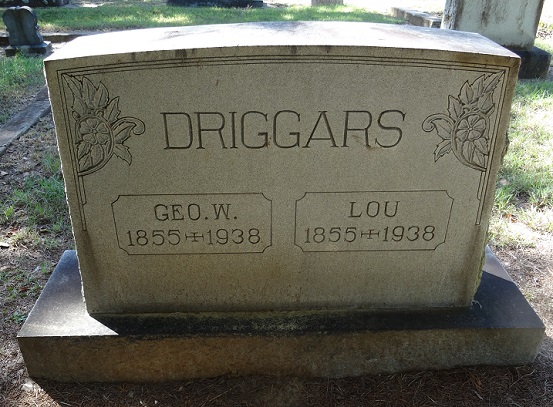 DRIGGARS
GEO. W.
1855 + 1938
LOU
1855 + 1938